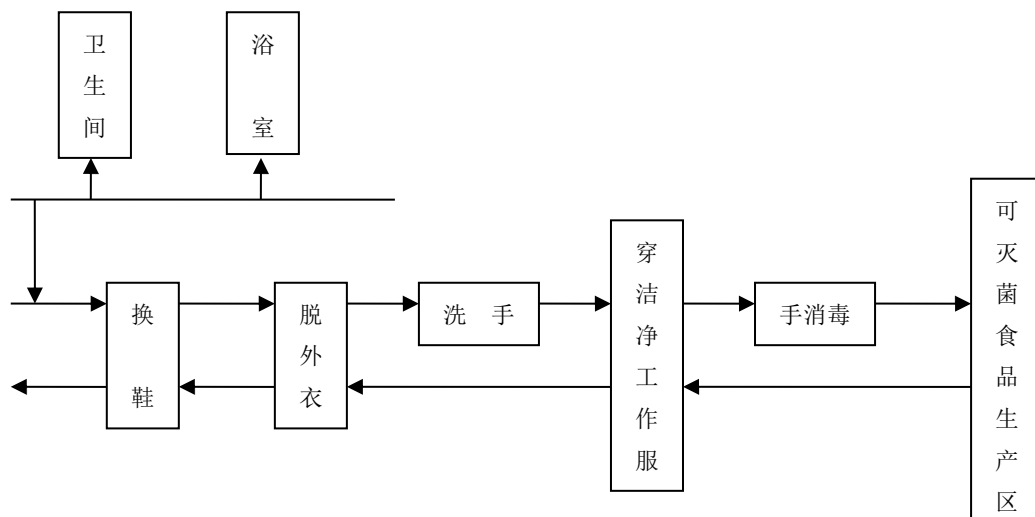 卫生间
浴室
换鞋
脱外衣
洗手
穿洁净工作服
手消毒
可灭菌食品生产区